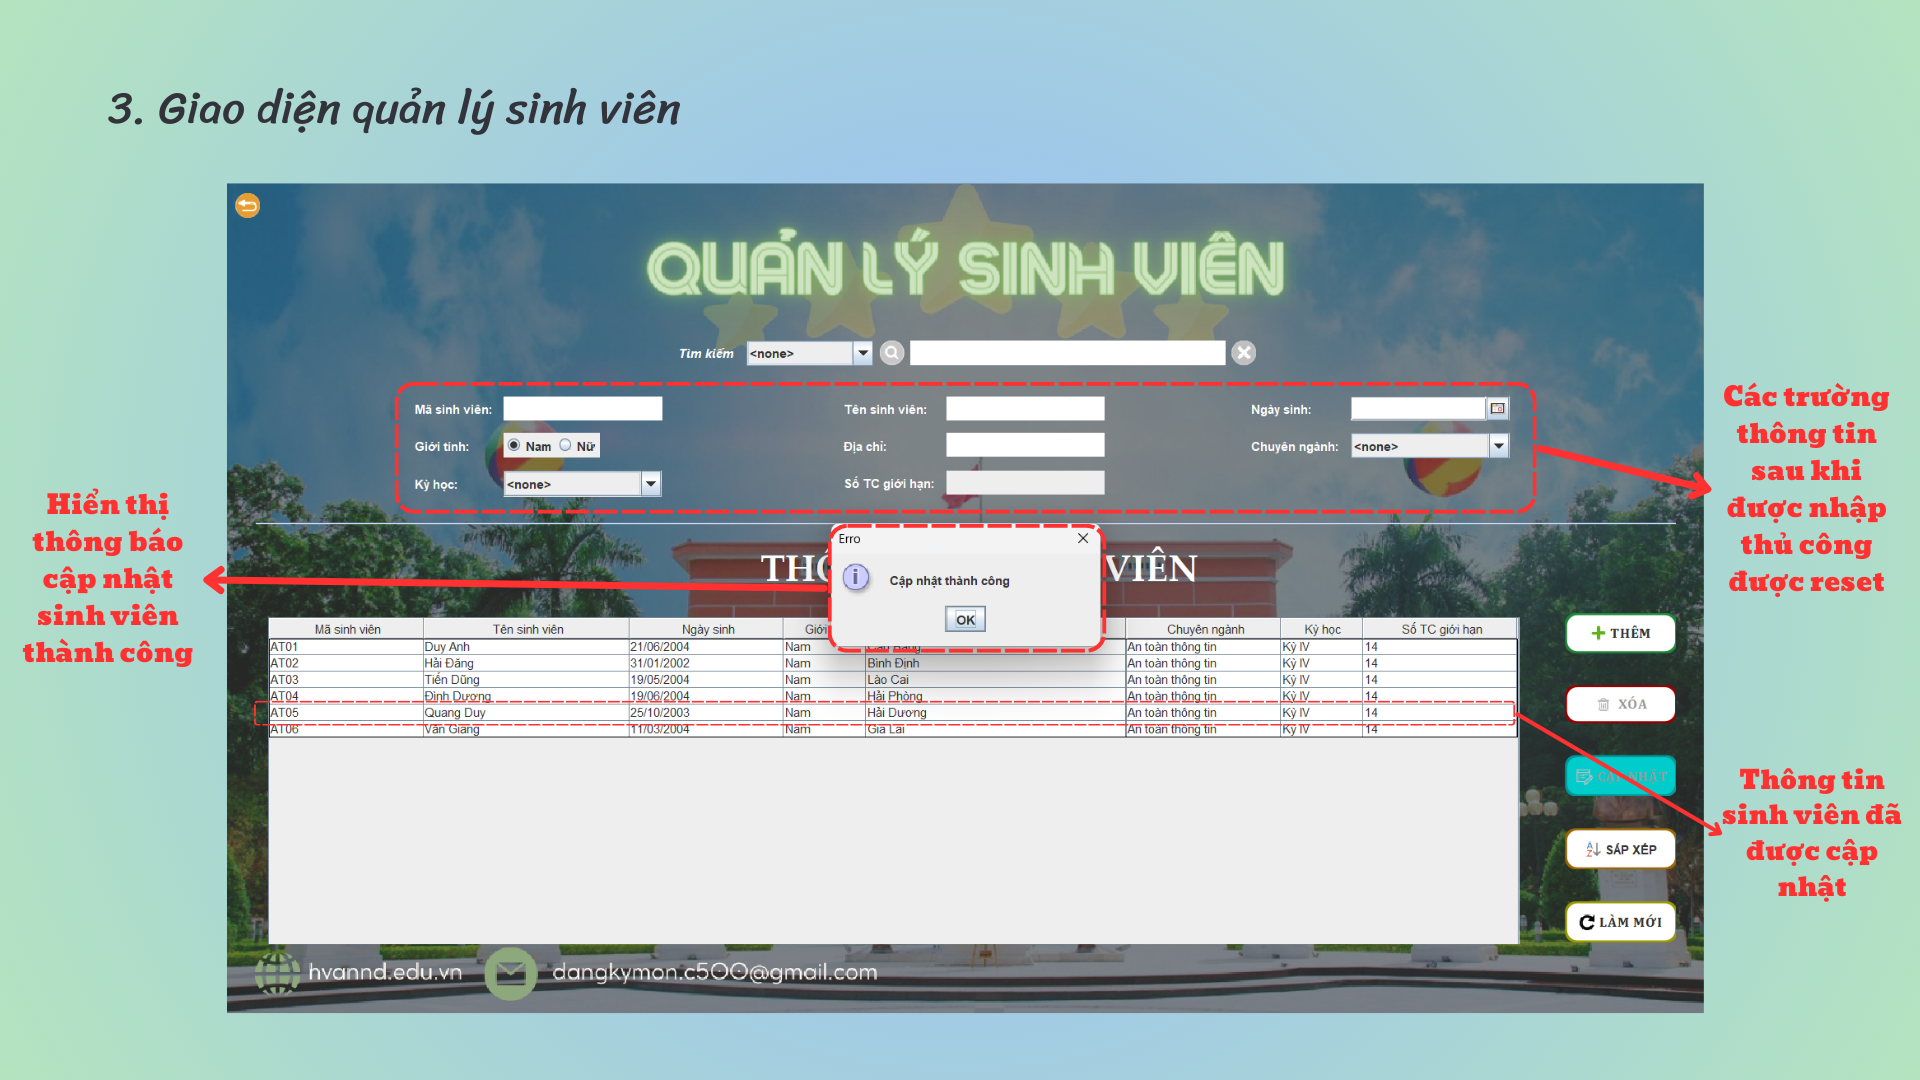 3. Giao diện quản lý sinh viên
QUẢN LÝ SINH VIÊN
Tìm kiếm <none>
Mã sinh viên: Tên sinh viên: Ngày sinh:
Giới tính: Nam Nữ Địa chỉ: Chuyên ngành: <none>
Kỳ học: <none> Số TC giới hạn:
Các trường
thông tin
sau khi
được nhập
thủ công
được reset
Hiển thị
thông báo
cập nhật
sinh viên
thành công
Erro
Cập nhật thành công
OK
VIÊN
Mã sinh viên Tên sinh viên Ngày sinh Chuyên ngành Kỳ học Số TC giới hạn
AT01 Duy Anh 21/06/2004 Nam Cao Bằng An toàn thông tin Kỳ IV 14
AT02 Hải Đăng 31/01/2002 Nam Bình Định An toàn thông tin Kỳ IV 14
AT03 Tiến Dũng 19/05/2004 Nam Lào Cai An toàn thông tin Kỳ IV 14
AT04 Đình Dương 19/06/2004 Nam Hải Phòng An toàn thông tin Kỳ IV 14
AT05 Quang Duy 25/10/2003 Nam Hải Dương An toàn thông tin Kỳ IV 14
AT06 Văn Giang 11/03/2004 Nam Gia Lai An toàn thông tin Kỳ IV 14
THÊM
XÓA
CẬP NHẬT
SẮP XẾP
LÀM MỚI
Thông tin
sinh viên đã
được cập
nhật
hvannd.edu.vn dangkymon.c500@gmail.com